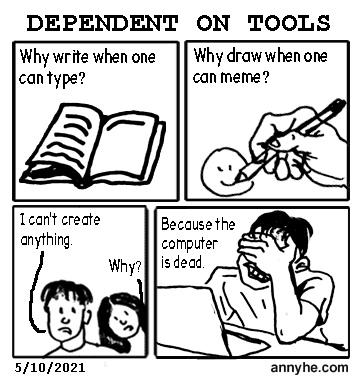 DEPENDENT ON TOOLS
Why write when one
can type?
Why draw when one
can meme?
I can't create
anything.
Why?
Because the
computer
is dead.
5/10/2021
annyhe.com